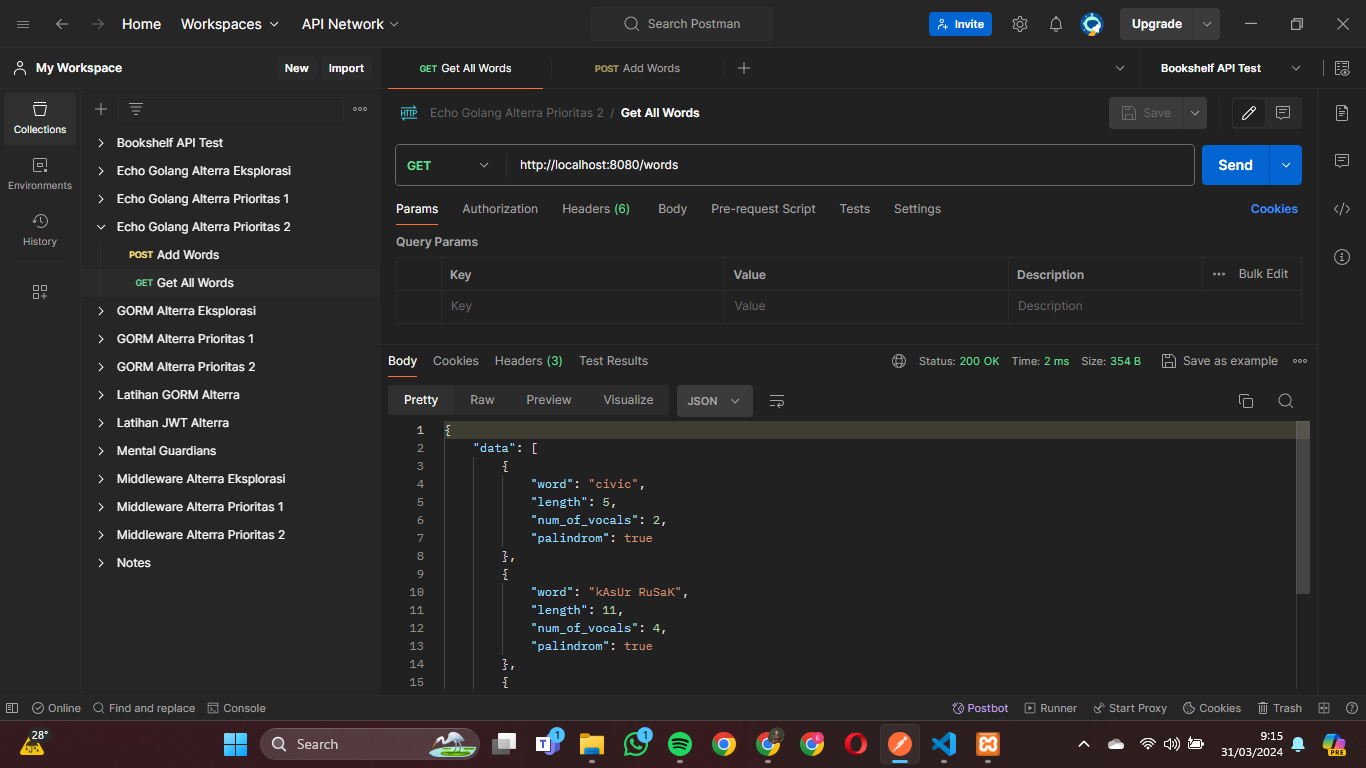 Home Workspaces API Network Search Postman Invite Upgrade
My Workspace New Import GET Get All Words POST Add Words Bookshelf API Test
Collections
Environments
History
Bookshelf API Test
Echo Golang Alterra Eksplorasi
Echo Golang Alterra Prioritas 1
Echo Golang Alterra Prioritas 2
POST Add Words
GET Get All Words
GORM Alterra Eksplorasi
GORM Alterra Prioritas 1
GORM Alterra Prioritas 2
Latihan GORM Alterra
Latihan JWT Alterra
Mental Guardians
Middleware Alterra Eksplorasi
Middleware Alterra Prioritas 1
Middleware Alterra Prioritas 2
Notes
HTTP Echo Golang Alterra Prioritas 2 / Get All Words Save
GET http://localhost:8080/words Send
Params Authorization Headers (6) Body Pre-request Script Tests Settings Cookies
Query Params
Key Value Description Bulk Edit
Key Value Description
Body Cookies Headers (3) Test Results Status: 200 OK Time: 2 ms Size: 354 B Save as example
Pretty Raw Preview Visualize JSON
1 {
2 "data": [
3 {
4 "word": "civic",
5 "length": 5,
6 "num_of_vocals": 2,
7 "palindrom": true
8 },
9 {
10 "word": "kAsUr RuSaK",
11 "length": 11,
12 "num_of_vocals": 4,
13 "palindrom": true
14 },
15 {
Online Find and replace Console Postbot Runner Start Proxy Cookies Trash
28° Search 1 1 9:15
31/03/2024
PRE